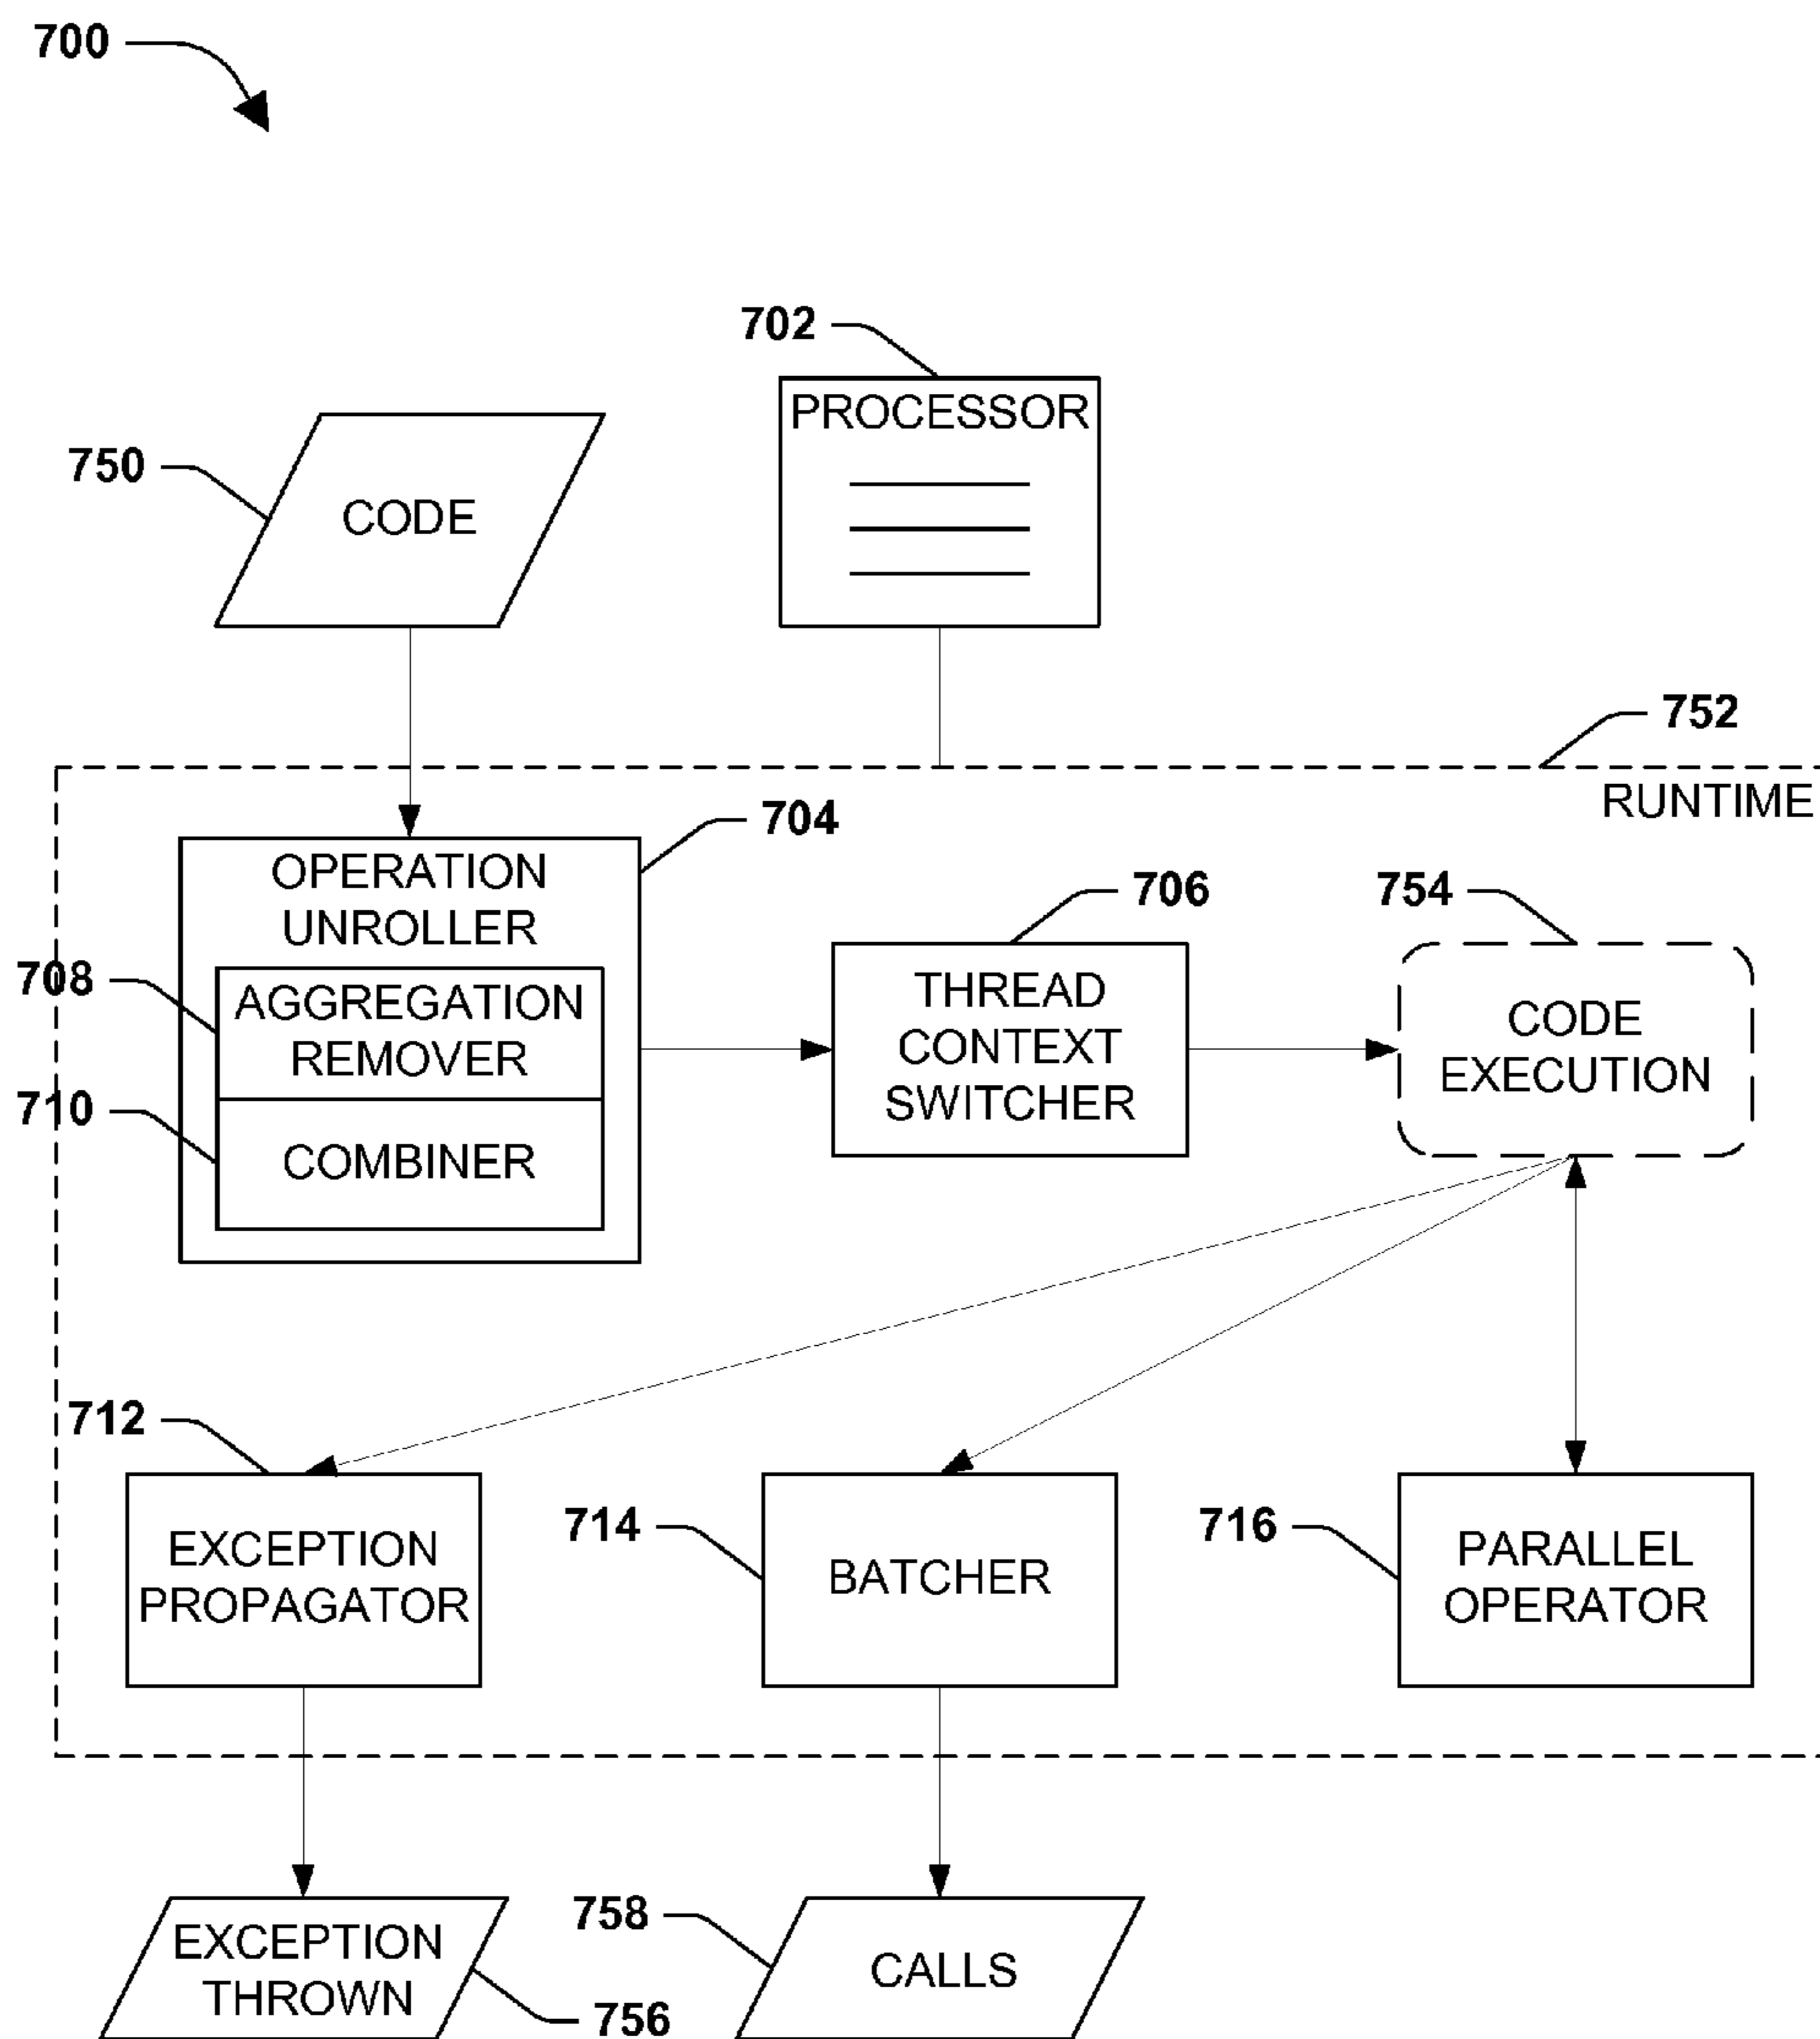 700
702
PROCESSOR
750
CODE
752
RUNTIME
704
OPERATION
UNROLLER
706
754
708
AGGREGATION
REMOVER
THREAD
CONTEXT
SWITCHER
CODE
EXECUTION
710
COMBINER
712
EXCEPTION
PROPAGATOR
714
BATCHER
716
PARALLEL
OPERATOR
EXCEPTION
THROWN
756
758
CALLS